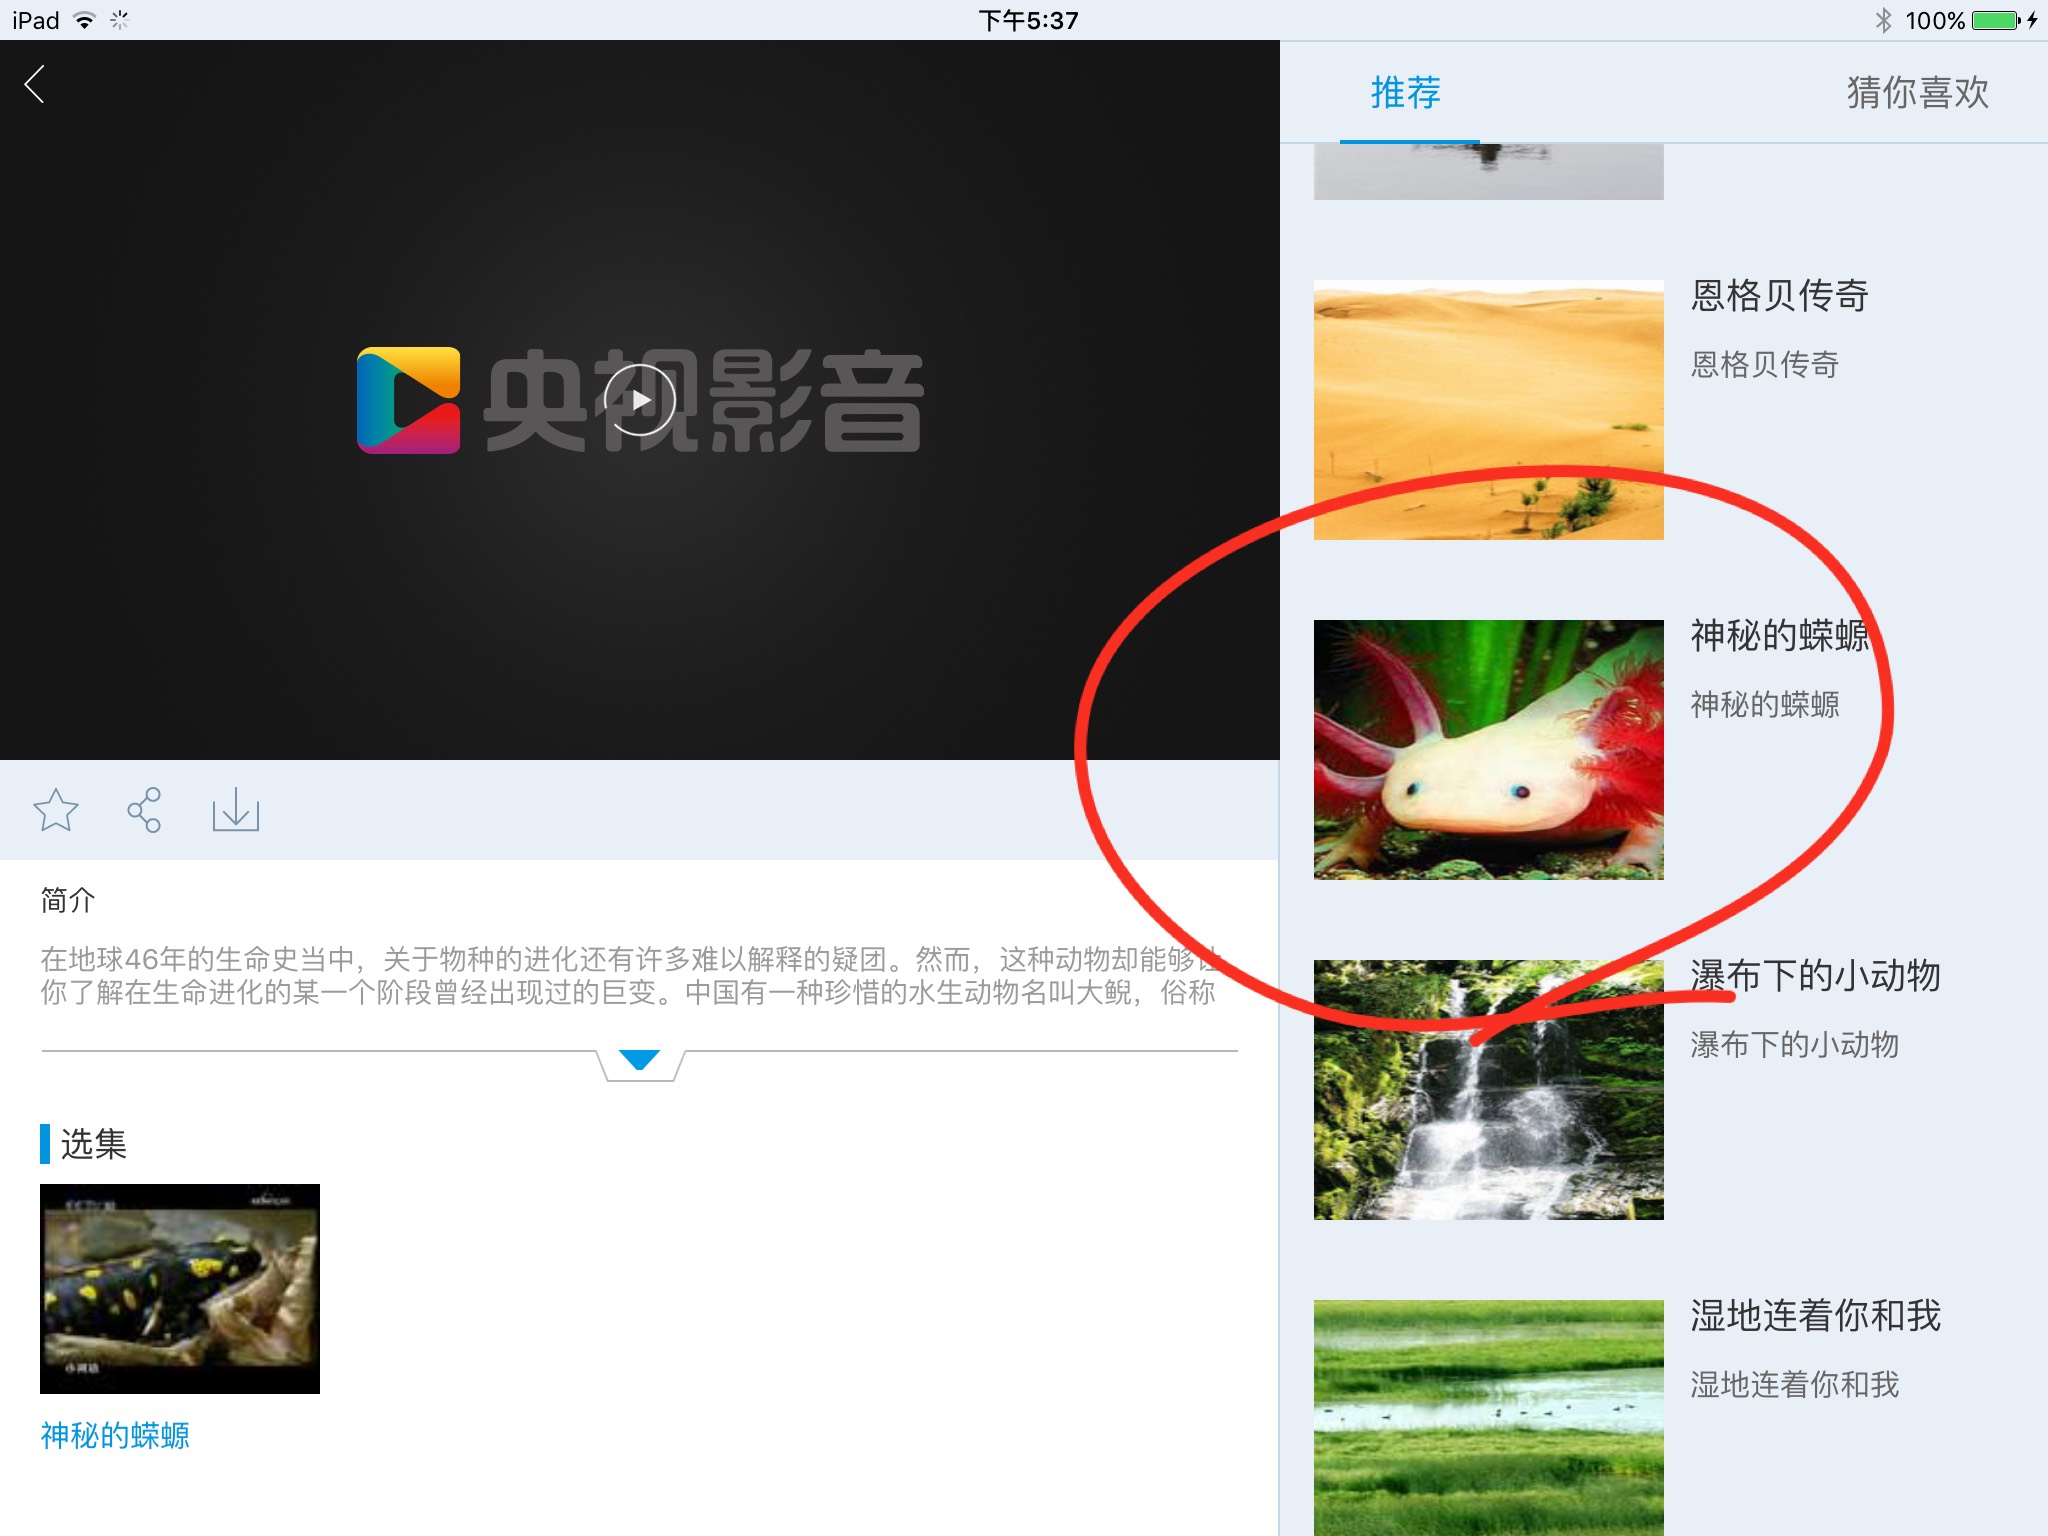 iPad
下午5:37
100%
央视影音
简介
在地球46年的生命史当中，关于物种的进化还有许多难以解释的疑团。然而，这种动物却能够让
你了解在生命进化的某一个阶段曾经出现过的巨变。中国有一种珍惜的水生动物名叫大鲵，俗称
选集
神秘的蝾螈
推荐
猜你喜欢
恩格贝传奇
恩格贝传奇
神秘的蝾螈
神秘的蝾螈
瀑布下的小动物
瀑布下的小动物
湿地连着你和我
湿地连着你和我